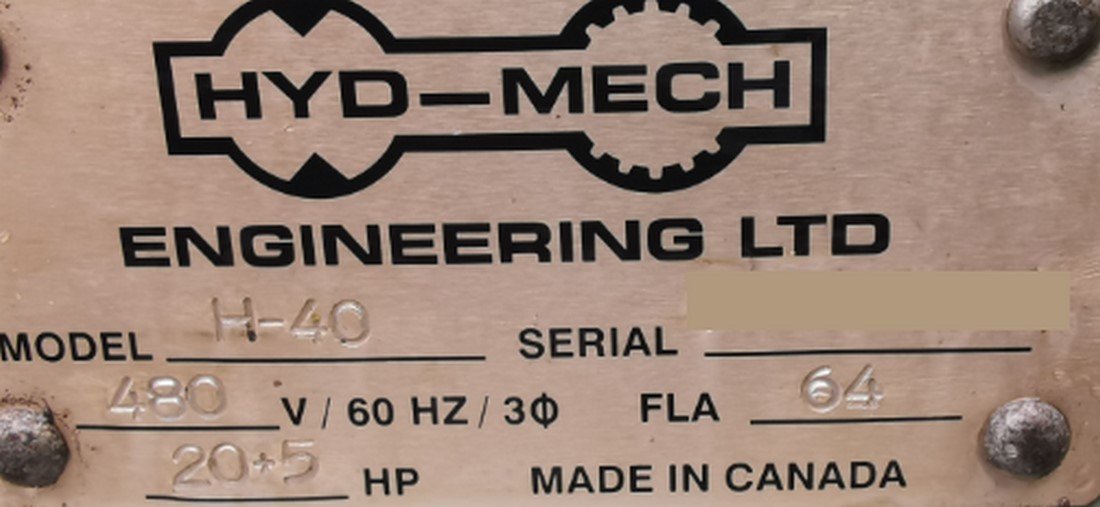 HYD-MECH
ENGINEERING LTD
MODEL H-40 SERIAL
480 V / 60 HZ / 3Φ FLA 64
20+5 HP MADE IN CANADA